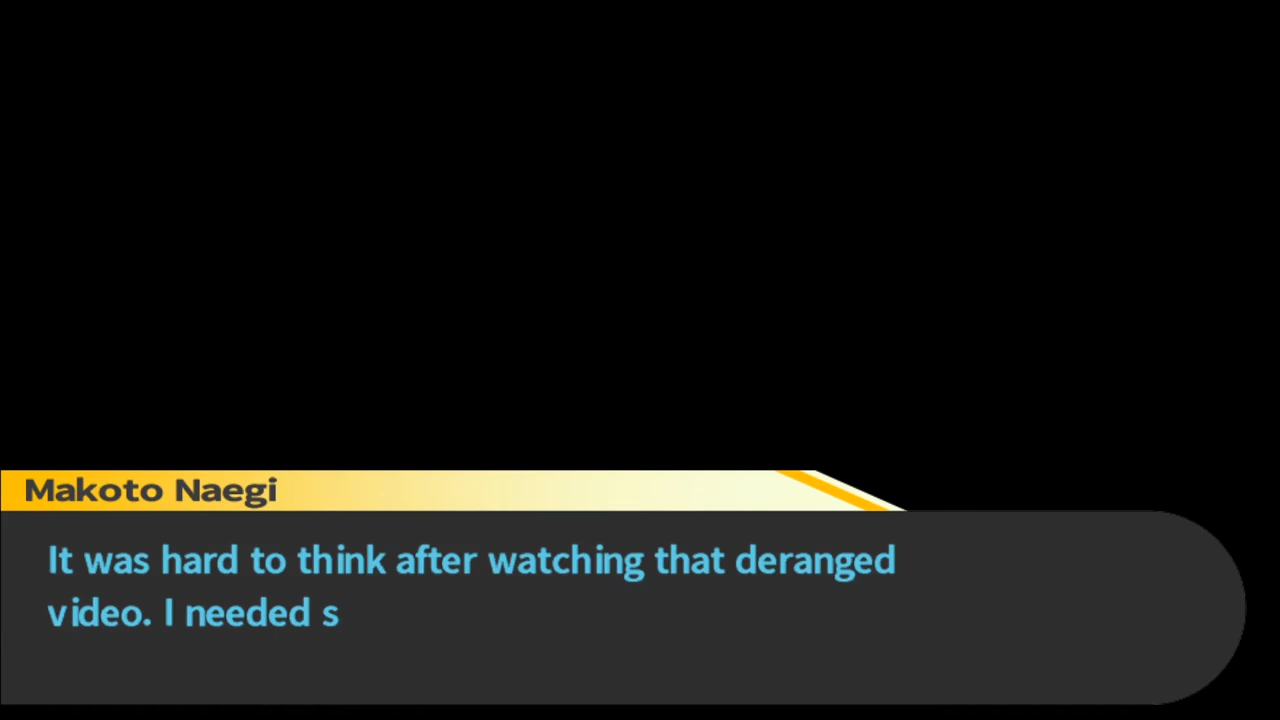 Makoto Naegi
It was hard to think after watching that deranged
video. I needed s